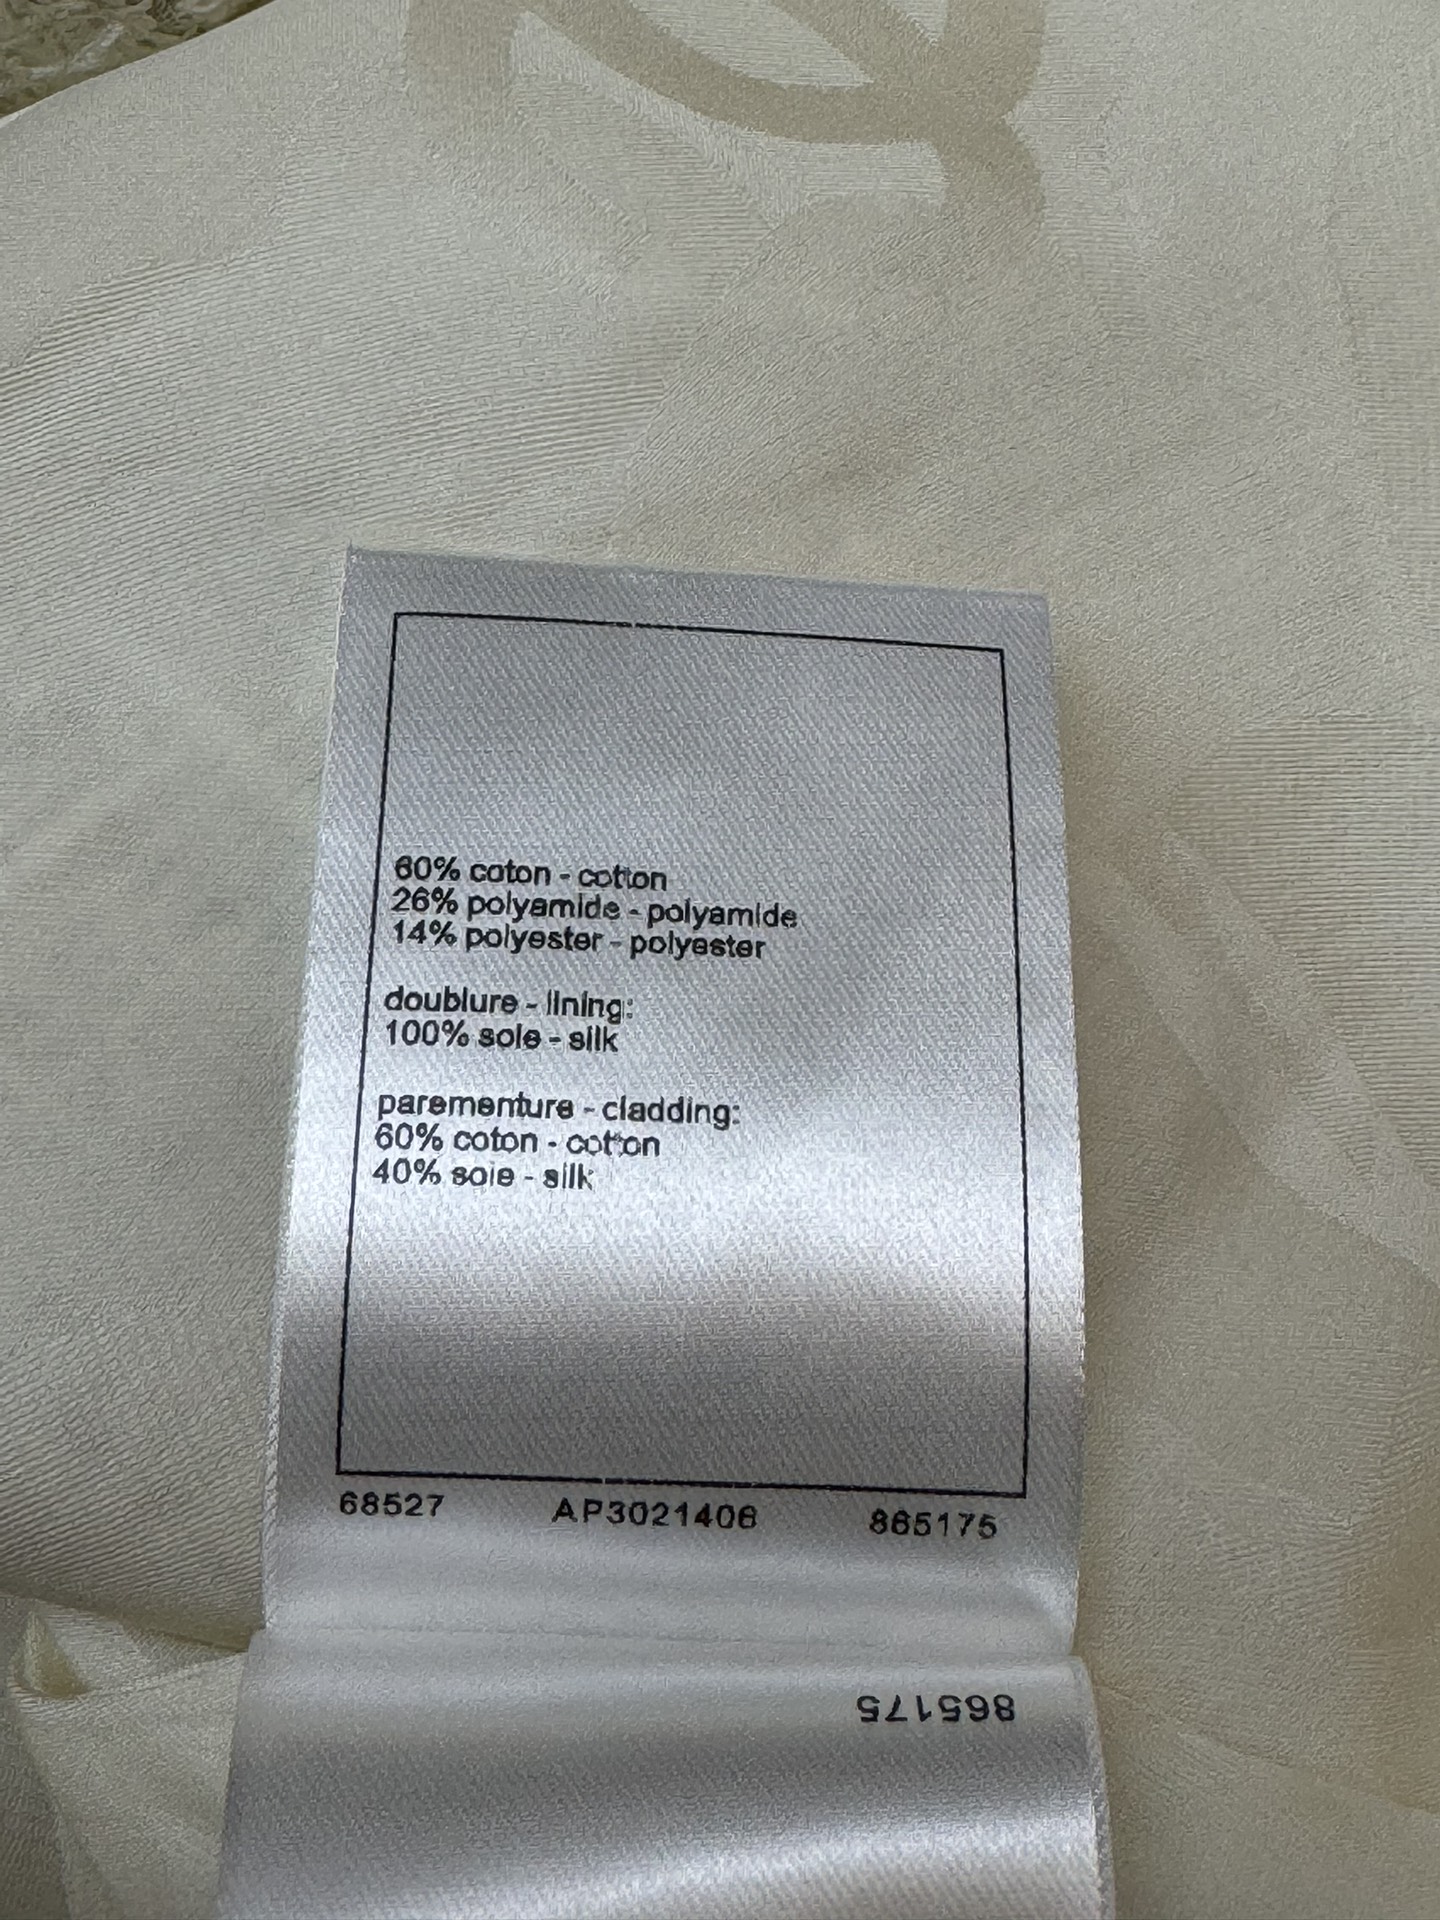 60% coton - cotton
26% polyamide - polyamide
14% polyester - polyester
doublure - lining:
100% soie - silk
parementure - cladding:
60% coton - cotton
40% soie - silk
68527 AP3021406 865175
865175